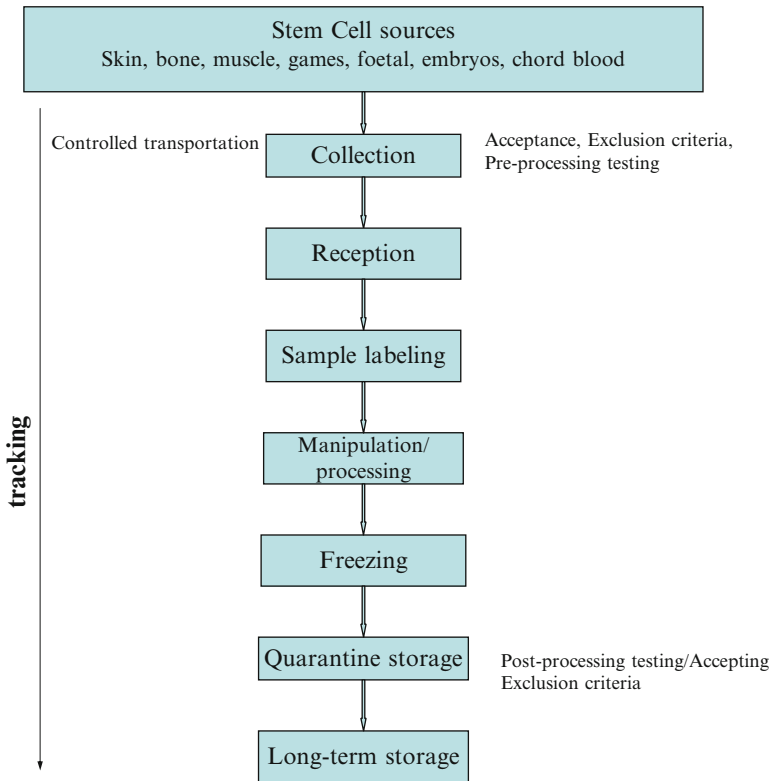 Stem Cell sources
Skin, bone, muscle, games, foetal, embryos, chord blood
Controlled transportation
Collection
Acceptance, Exclusion criteria,
Pre-processing testing
Reception
Sample labeling
Manipulation/
processing
tracking
Freezing
Quarantine storage
Post-processing testing/Accepting
Exclusion criteria
Long-term storage